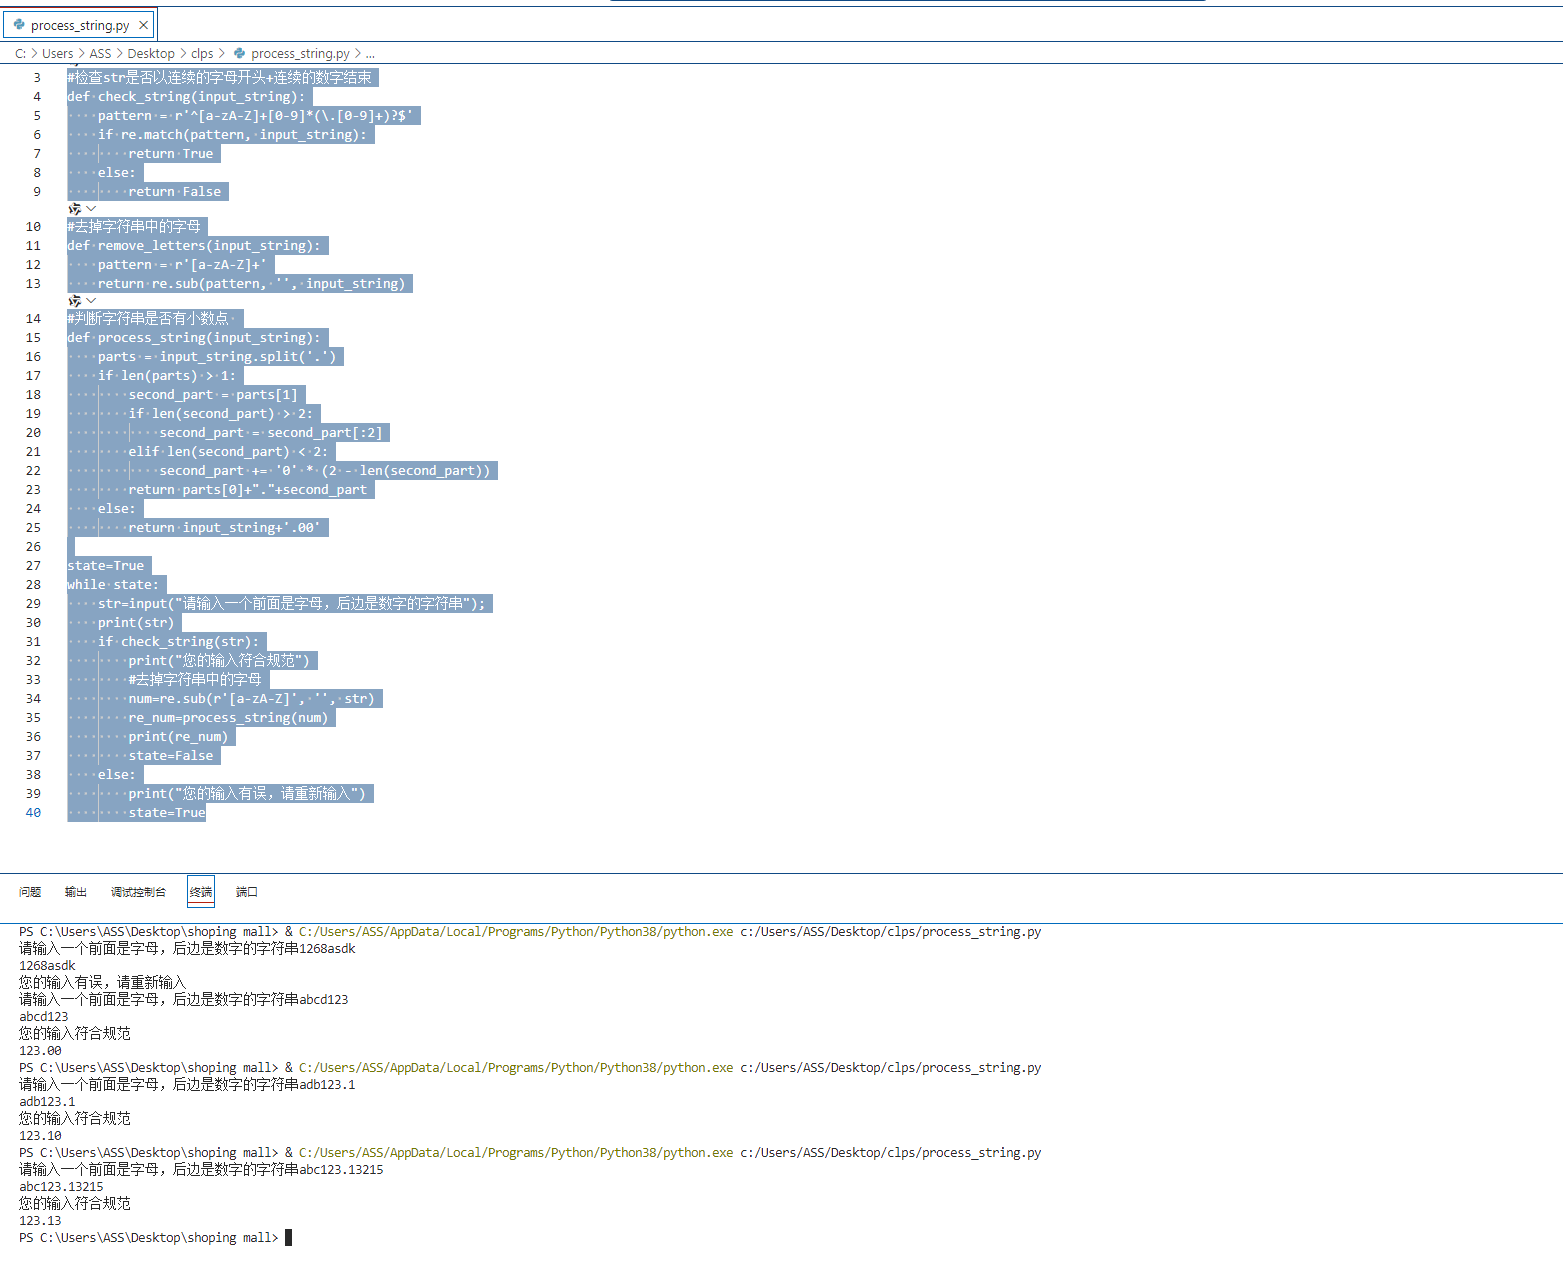 process_string.py
C: > Users > ASS > Desktop > clps > process_string.py > ...
3 #检查str是否以连续的字母开头+连续的数字结束
4 def check_string(input_string):
5     pattern = r'^[a-zA-Z]+[0-9]*(\.[0-9]+)?$'
6     if re.match(pattern, input_string):
7         return True
8     else:
9         return False
10 #去掉字符串中的字母
11 def remove_letters(input_string):
12     pattern = r'[a-zA-Z]+'
13     return re.sub(pattern, '', input_string)
14 #判断字符串是否有小数点
15 def process_string(input_string):
16     parts = input_string.split('.')
17     if len(parts) > 1:
18         second_part = parts[1]
19         if len(second_part) > 2:
20             second_part = second_part[:2]
21         elif len(second_part) < 2:
22             second_part += '0' * (2 - len(second_part))
23         return parts[0]+"."+second_part
24     else:
25         return input_string+'.00'
26
27 state=True
28 while state:
29     str=input("请输入一个前面是字母，后边是数字的字符串");
30     print(str)
31     if check_string(str):
32         print("您的输入符合规范")
33         #去掉字符串中的字母
34         num=re.sub(r'[a-zA-Z]', '', str)
35         re_num=process_string(num)
36         print(re_num)
37         state=False
38     else:
39         print("您的输入有误，请重新输入")
40         state=True
问题 输出 调试控制台 终端 端口
PS C:\Users\ASS\Desktop\shoping mall> & C:/Users/ASS/AppData/Local/Programs/Python/Python38/python.exe c:/Users/ASS/Desktop/clps/process_string.py
请输入一个前面是字母，后边是数字的字符串1268asdk
1268asdk
您的输入有误，请重新输入
请输入一个前面是字母，后边是数字的字符串abcd123
abcd123
您的输入符合规范
123.00
PS C:\Users\ASS\Desktop\shoping mall> & C:/Users/ASS/AppData/Local/Programs/Python/Python38/python.exe c:/Users/ASS/Desktop/clps/process_string.py
请输入一个前面是字母，后边是数字的字符串adb123.1
adb123.1
您的输入符合规范
123.10
PS C:\Users\ASS\Desktop\shoping mall> & C:/Users/ASS/AppData/Local/Programs/Python/Python38/python.exe c:/Users/ASS/Desktop/clps/process_string.py
请输入一个前面是字母，后边是数字的字符串abc123.13215
abc123.13215
您的输入符合规范
123.13
PS C:\Users\ASS\Desktop\shoping mall>